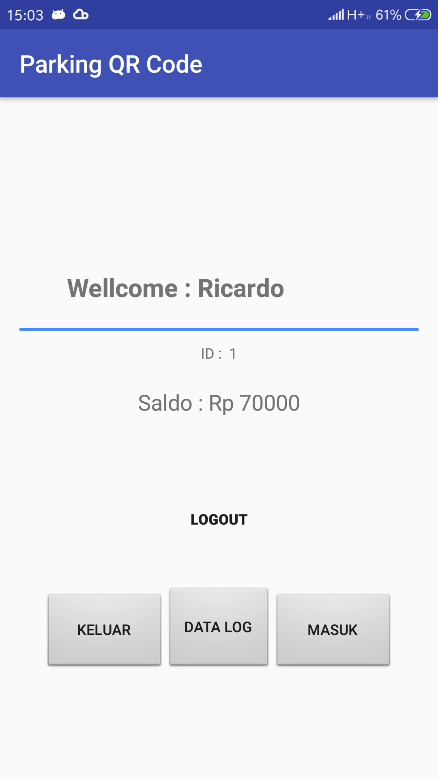 15:03 H+ 61%
Parking QR Code
Wellcome : Ricardo
ID : 1
Saldo : Rp 70000
LOGOUT
KELUAR DATA LOG MASUK